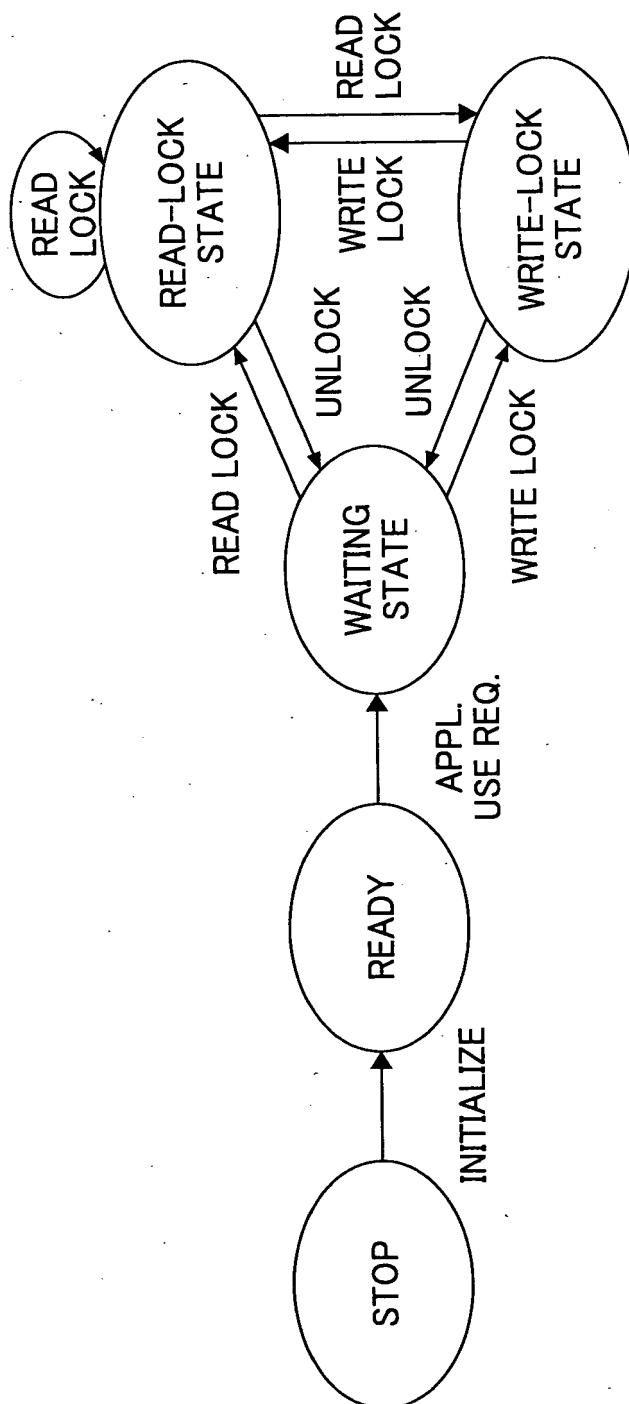 STOP
INITIALIZE
READY
APPL.
USE REQ.
WAITING
STATE
READ LOCK
UNLOCK
UNLOCK
WRITE LOCK
READ
LOCK
READ-LOCK
STATE
WRITE
LOCK
READ
LOCK
WRITE-LOCK
STATE